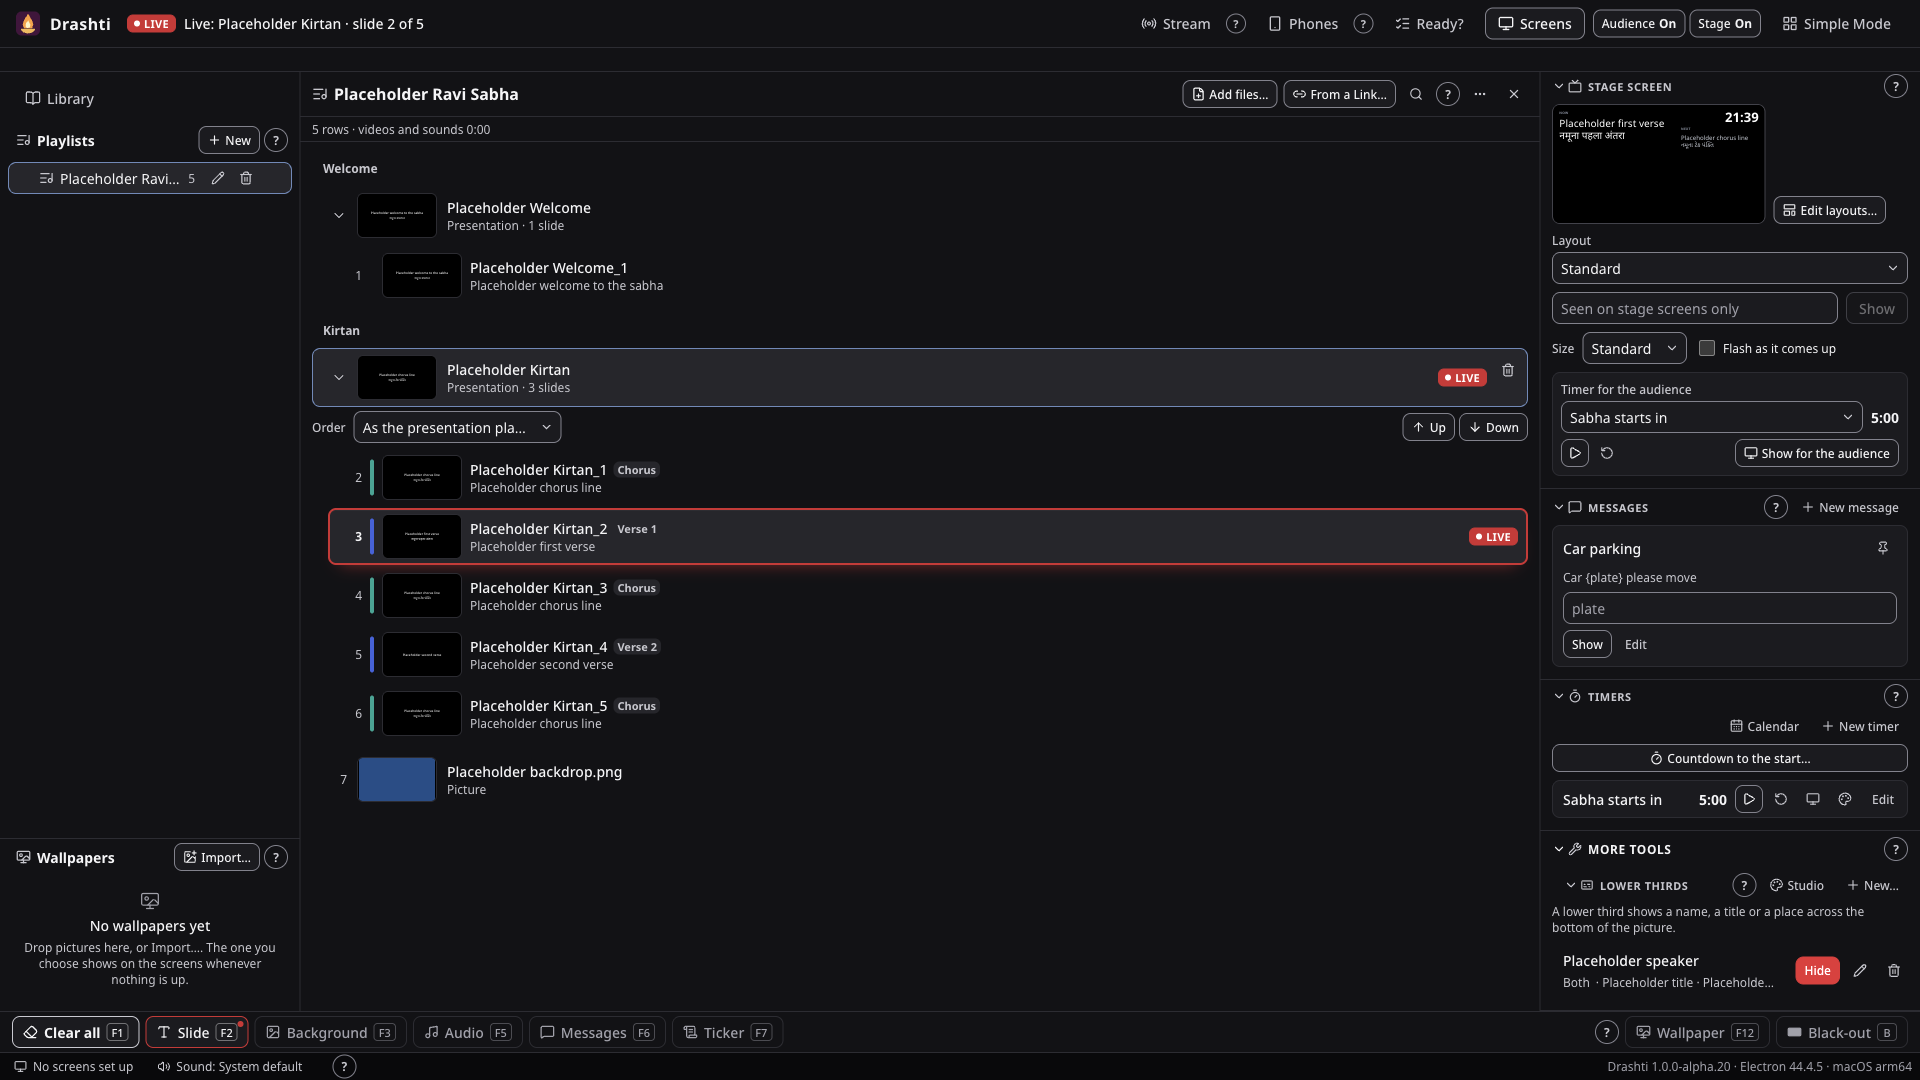 Drashti
LIVE
Live: Placeholder Kirtan · slide 2 of 5
Stream
?
Phones
?
Ready?
Screens
Audience On
Stage On
Simple Mode
Library
Playlists
New
?
Placeholder Ravi...
5
Wallpapers
Import...
?
No wallpapers yet
Drop pictures here, or Import.... The one you
choose shows on the screens whenever
nothing is up.
Placeholder Ravi Sabha
Add files...
From a Link...
?
5 rows · videos and sounds 0:00
Welcome
Placeholder Welcome
Presentation · 1 slide
1
Placeholder Welcome_1
Placeholder welcome to the sabha
Kirtan
Placeholder Kirtan
Presentation · 3 slides
LIVE
Order
As the presentation pla...
Up
Down
2
Placeholder Kirtan_1
Chorus
Placeholder chorus line
3
Placeholder Kirtan_2
Verse 1
Placeholder first verse
LIVE
4
Placeholder Kirtan_3
Chorus
Placeholder chorus line
5
Placeholder Kirtan_4
Verse 2
Placeholder second verse
6
Placeholder Kirtan_5
Chorus
Placeholder chorus line
7
Placeholder backdrop.png
Picture
STAGE SCREEN
?
21:39
Placeholder first verse
नमूना पहला अंतरा
Placeholder chorus line
Edit layouts...
Layout
Standard
Seen on stage screens only
Show
Size
Standard
Flash as it comes up
Timer for the audience
Sabha starts in
5:00
Show for the audience
MESSAGES
?
New message
Car parking
Car {plate} please move
plate
Show
Edit
TIMERS
?
Calendar
New timer
Countdown to the start...
Sabha starts in
5:00
Edit
MORE TOOLS
?
LOWER THIRDS
?
Studio
New...
A lower third shows a name, a title or a place across the
bottom of the picture.
Placeholder speaker
Both · Placeholder title · Placeholde...
Hide
Clear all F1
Slide F2
Background F3
Audio F5
Messages F6
Ticker F7
?
Wallpaper F12
Black-out B
No screens set up
Sound: System default
?
Drashti 1.0.0-alpha.20 · Electron 44.4.5 · macOS arm64